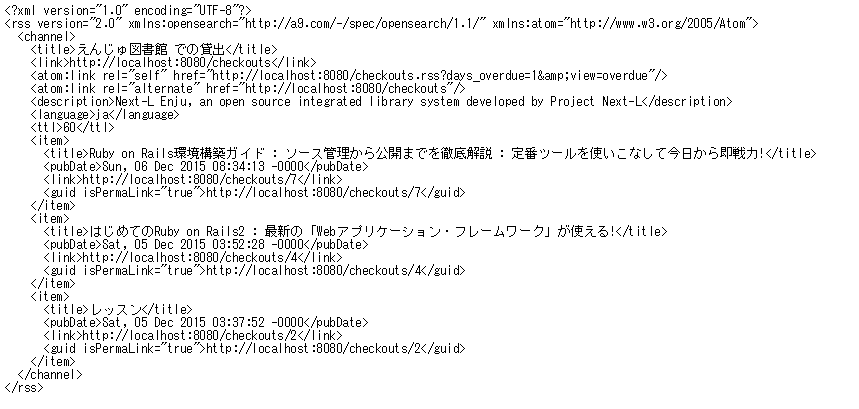 <?xml version="1.0" encoding="UTF-8"?>
<rss version="2.0" xmlns:opensearch="http://a9.com/-/spec/opensearch/1.1/" xmlns:atom="http://www.w3.org/2005/Atom">
  <channel>
    <title>えんじゅ図書館 での貸出</title>
    <link>http://localhost:8080/checkouts</link>
    <atom:link rel="self" href="http://localhost:8080/checkouts.rss?days_overdue=1&amp;view=overdue"/>
    <atom:link rel="alternate" href="http://localhost:8080/checkouts"/>
    <description>Next-L Enju, an open source integrated library system developed by Project Next-L</description>
    <language>ja</language>
    <ttl>60</ttl>
    <item>
      <title>Ruby on Rails環境構築ガイド : ソース管理から公開までを徹底解説 : 定番ツールを使いこなして今日から即戦力!</title>
      <pubDate>Sun, 06 Dec 2015 08:34:13 -0000</pubDate>
      <link>http://localhost:8080/checkouts/7</link>
      <guid isPermaLink="true">http://localhost:8080/checkouts/7</guid>
    </item>
    <item>
      <title>はじめてのRuby on Rails2 : 最新の「Webアプリケーション・フレームワーク」が使える!</title>
      <pubDate>Sat, 05 Dec 2015 03:52:28 -0000</pubDate>
      <link>http://localhost:8080/checkouts/4</link>
      <guid isPermaLink="true">http://localhost:8080/checkouts/4</guid>
    </item>
    <item>
      <title>レッスン</title>
      <pubDate>Sat, 05 Dec 2015 03:37:52 -0000</pubDate>
      <link>http://localhost:8080/checkouts/2</link>
      <guid isPermaLink="true">http://localhost:8080/checkouts/2</guid>
    </item>
  </channel>
</rss>